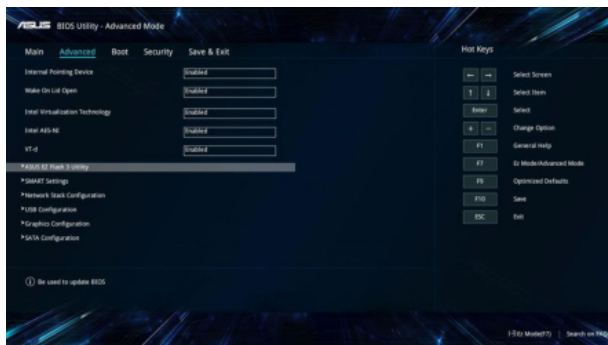 ASUS BIOS Utility - Advanced Mode
Main Advanced Boot Security Save & Exit
Hot Keys
Internal Pointing Device Enabled
Wake On Lid Open Enabled
Intel Virtualization Technology Enabled
Intel AES-NI Enabled
VT-d Enabled
ASUS EZ Flash 3 Utility
SMART Settings
Network Stack Configuration
USB Configuration
Graphics Configuration
SATA Configuration
← → Select Screen
↑ ↓ Select Item
Enter Select
+ − Change Option
F1 General Help
F7 Ez Mode/Advanced Mode
F9 Optimized Defaults
F10 Save
ESC Exit
Be used to update BIOS
Ez Mode(F7) | Search on FAQ